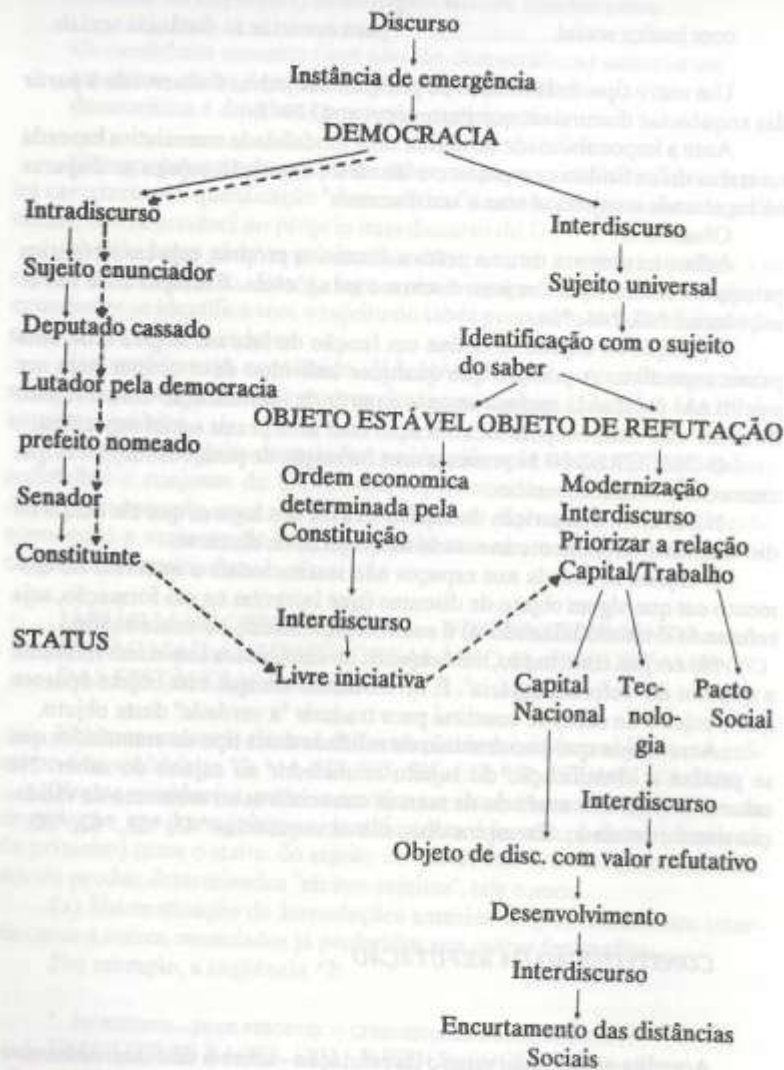 Discurso
Instância de emergência
DEMOCRACIA
Intradiscurso
Interdiscurso
Sujeito enunciador
Sujeito universal
Deputado cassado
Identificação com o sujeito
do saber
Lutador pela democracia
OBJETO ESTÁVEL OBJETO DE REFUTAÇÃO
prefeito nomeado
Ordem economica
determinada pela
Constituição
Modernização
Interdiscurso
Priorizar a relação
Capital/Trabalho
Senador
Constituinte
Interdiscurso
STATUS
Livre iniciativa
Capital
Nacional
Tec-
nolo-
gia
Pacto
Social
Interdiscurso
Objeto de disc. com valor refutativo
Desenvolvimento
Interdiscurso
Encurtamento das distâncias
Sociais